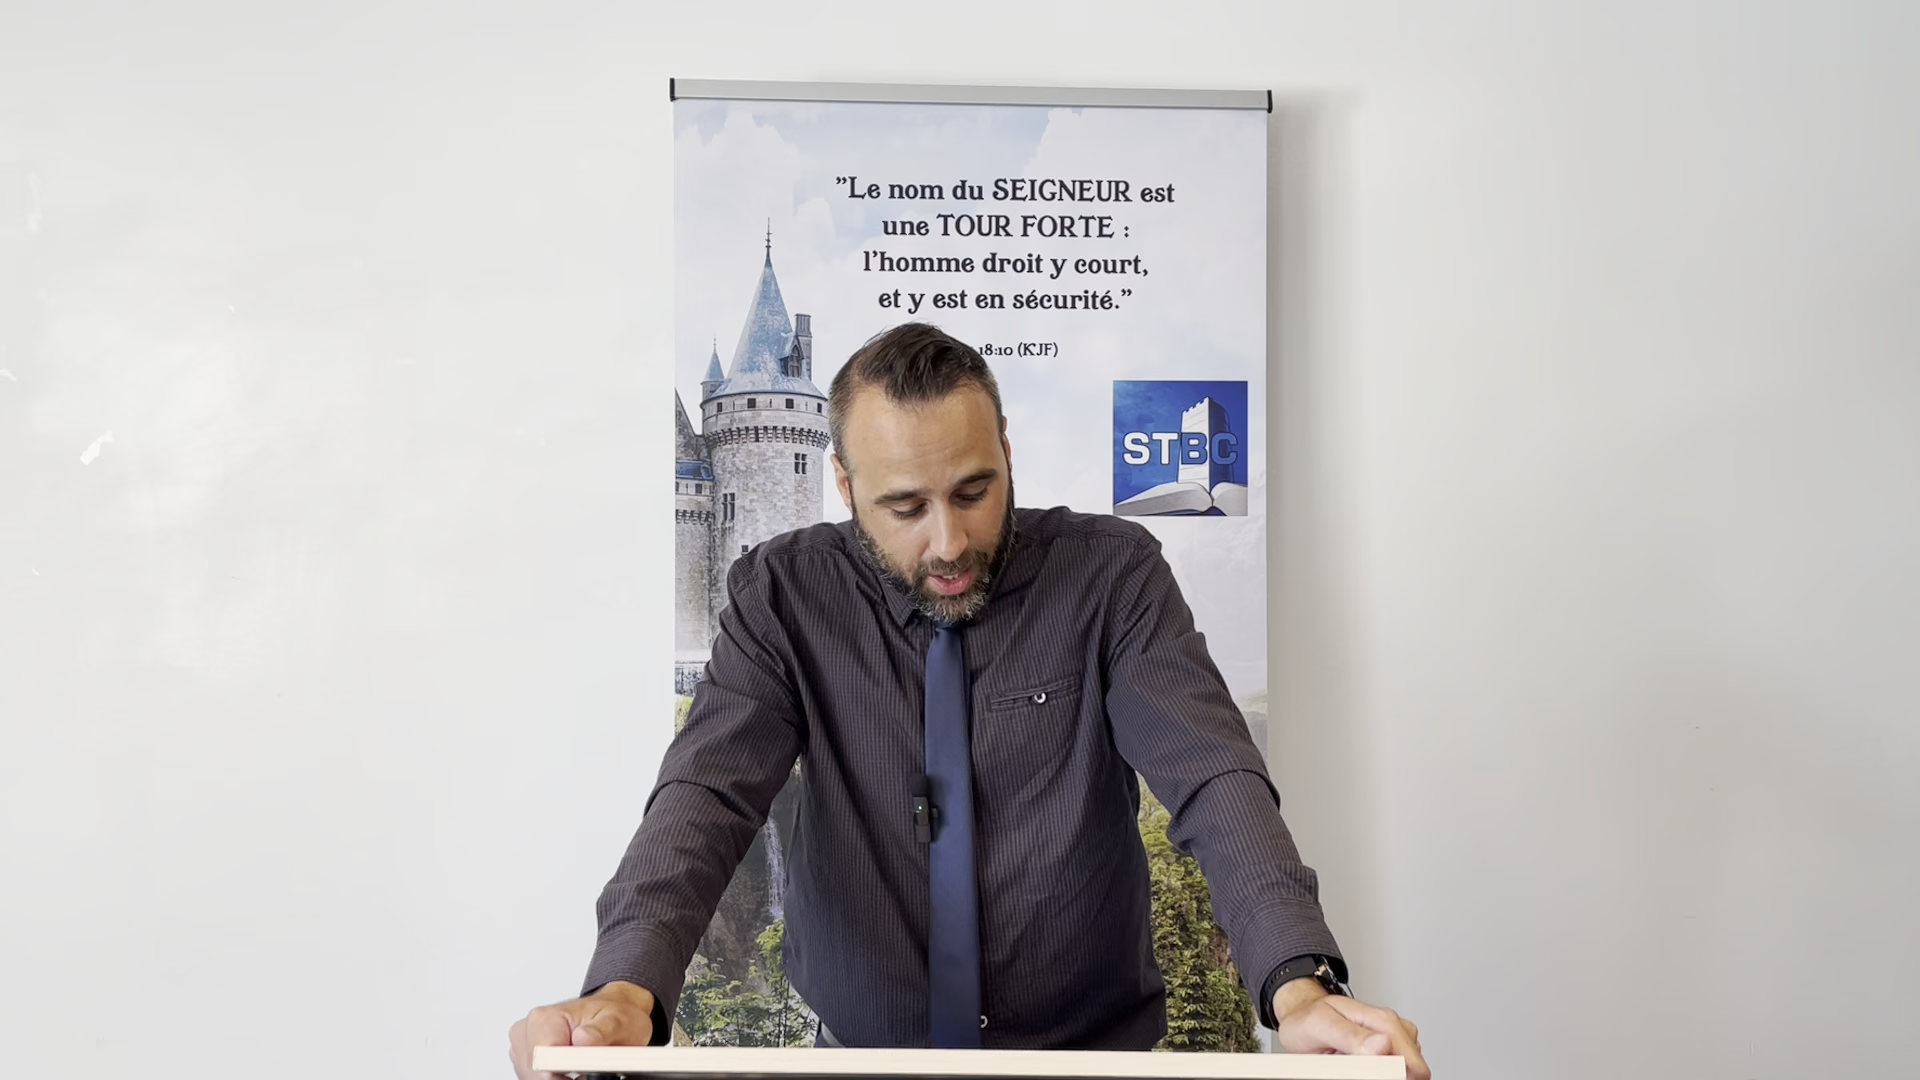 ”Le nom du SEIGNEUR est
une TOUR FORTE :
l’homme droit y court,
et y est en sécurité.”
18:10 (KJF)
STBC